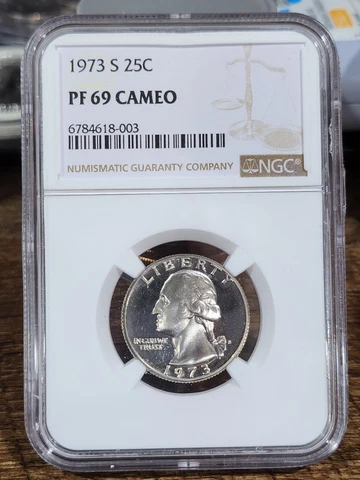 1973 S 25C
PF 69 CAMEO
6784618-003
NUMISMATIC GUARANTY COMPANY
NGC®
LIBERTY
IN GOD WE
TRUST
S
1973